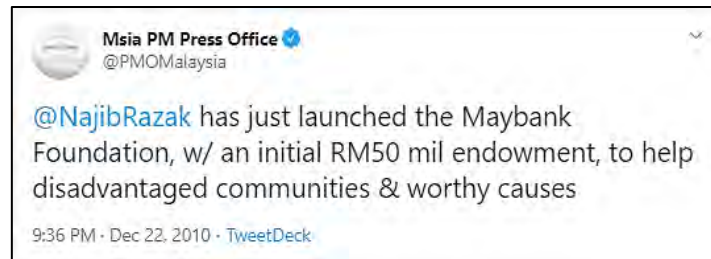 Msia PM Press Office
@PMOMalaysia
@NajibRazak has just launched the Maybank
Foundation, w/ an initial RM50 mil endowment, to help
disadvantaged communities & worthy causes
9:36 PM · Dec 22, 2010 · TweetDeck